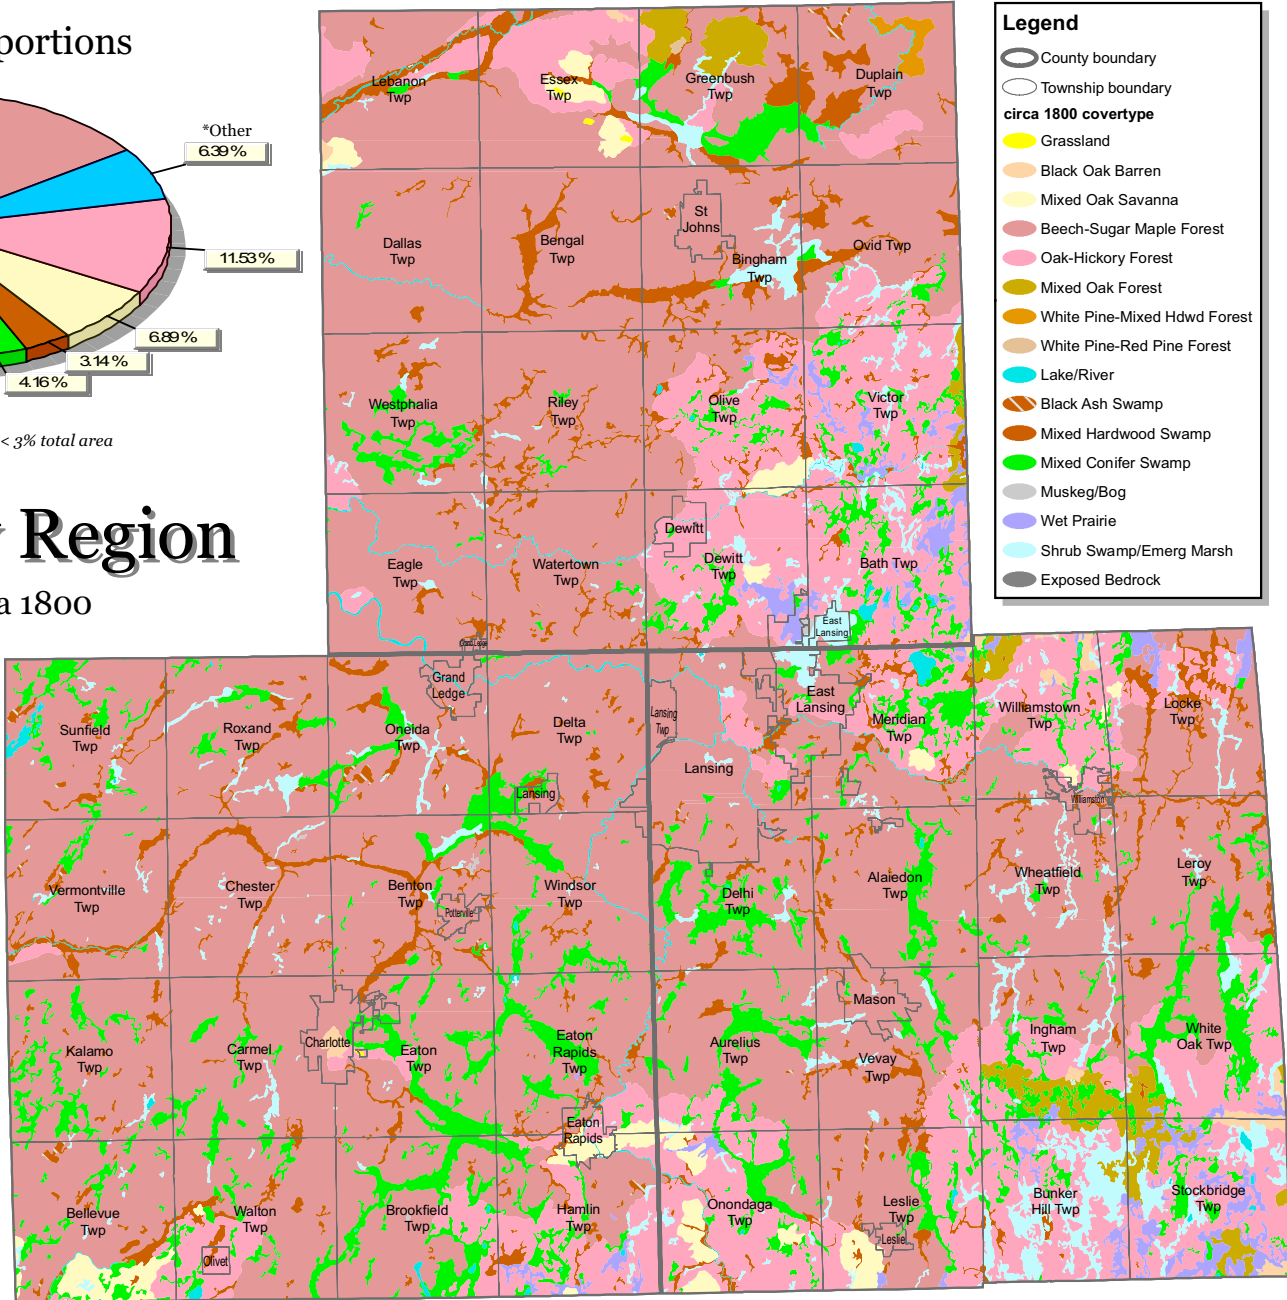 portions
*Other
6.39%
11.53%
6.89%
3.14%
4.16%
< 3% total area
Region
a 1800
Legend
County boundary
Township boundary
circa 1800 covertype
Grassland
Black Oak Barren
Mixed Oak Savanna
Beech-Sugar Maple Forest
Oak-Hickory Forest
Mixed Oak Forest
White Pine-Mixed Hdwd Forest
White Pine-Red Pine Forest
Lake/River
Black Ash Swamp
Mixed Hardwood Swamp
Mixed Conifer Swamp
Muskeg/Bog
Wet Prairie
Shrub Swamp/Emerg Marsh
Exposed Bedrock
Lebanon
Twp
Essex
Twp
Greenbush
Twp
Duplain
Twp
Dallas
Twp
Bengal
Twp
St
Johns
Bingham
Twp
Ovid Twp
Westphalia
Twp
Riley
Twp
Olive
Twp
Victor
Twp
Eagle
Twp
Watertown
Twp
Dewitt
Dewitt
Twp
Bath Twp
East
Lansing
Grand Ledge
Sunfield
Twp
Roxand
Twp
Oneida
Twp
Grand
Ledge
Delta
Twp
Lansing
Lansing
Twp
Lansing
East
Lansing
Meridian
Twp
Williamstown
Twp
Locke
Twp
Williamston
Vermontville
Twp
Chester
Twp
Benton
Twp
Potterville
Windsor
Twp
Delhi
Twp
Alaiedon
Twp
Wheatfield
Twp
Leroy
Twp
Kalamo
Twp
Carmel
Twp
Charlotte
Eaton
Twp
Eaton
Rapids
Twp
Aurelius
Twp
Mason
Vevay
Twp
Ingham
Twp
White
Oak Twp
Eaton
Rapids
Bellevue
Twp
Walton
Twp
Olivet
Brookfield
Twp
Hamlin
Twp
Onondaga
Twp
Leslie
Twp
Leslie
Bunker
Hill Twp
Stockbridge
Twp